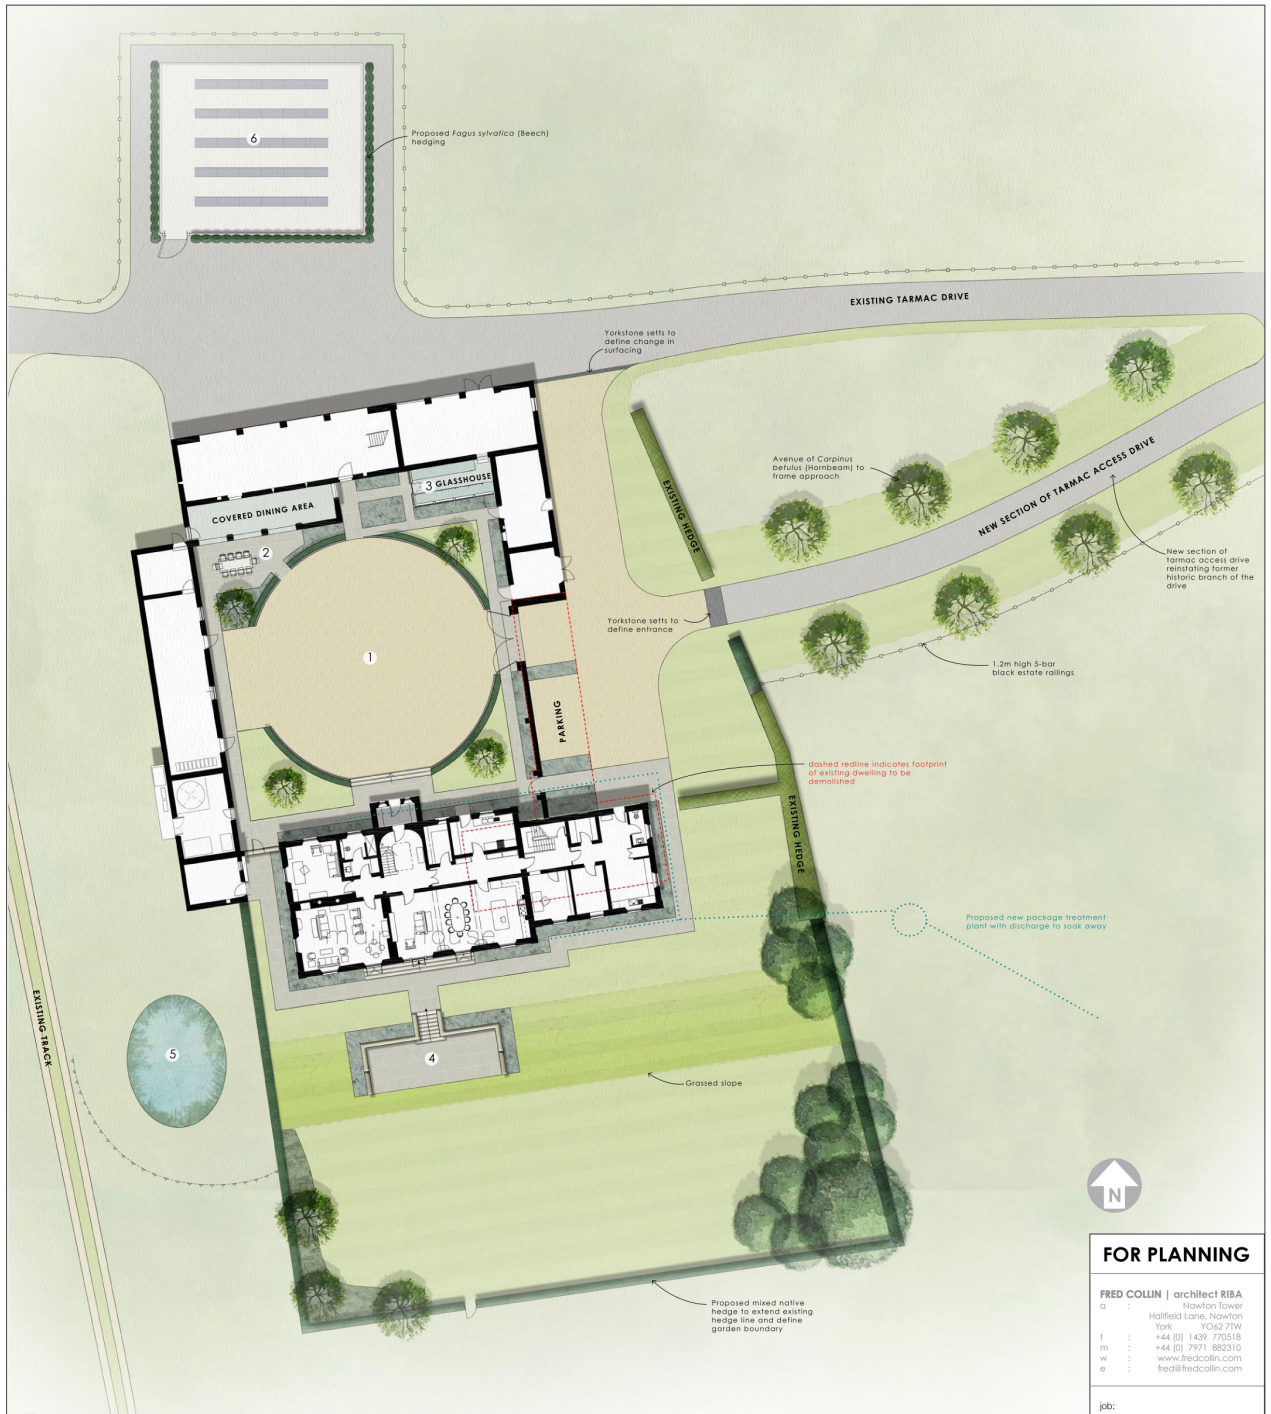 6
Proposed Fagus sylvatica (Beech)
hedging
EXISTING TARMAC DRIVE
Yorkstone setts to
define change in
surfacing
Avenue of Carpinus
betulus (Hornbeam) to
frame approach
EXISTING HEDGE
NEW SECTION OF TARMAC ACCESS DRIVE
3 GLASSHOUSE
COVERED DINING AREA
2
New section of
tarmac access drive
reinstating former
historic branch of the
drive
Yorkstone setts to
define entrance
1
1.2m high 5-bar
black estate railings
PARKING
dashed redline indicates footprint
of existing dwelling to be
demolished
EXISTING HEDGE
Proposed new package treatment
plant with discharge to soak away
EXISTING TRACK
5
4
Grassed slope
N
Proposed mixed native
hedge to extend existing
hedge line and define
garden boundary
FOR PLANNING
FRED COLLIN | architect RIBA
a : Nawton Tower
Hallfield Lane, Nawton
York YO62 7TW
t : +44 (0) 1439 770518
m : +44 (0) 7971 882310
w : www.fredcollin.com
e : fred@fredcollin.com
job: